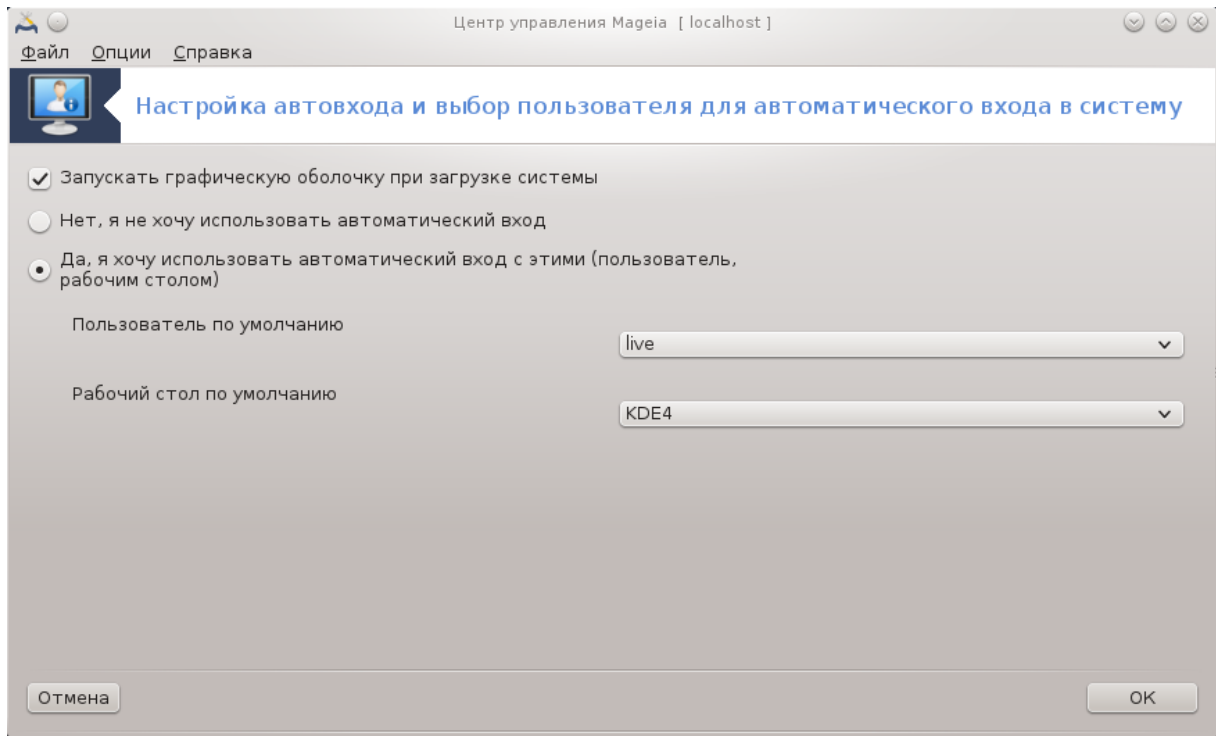 Центр управления Mageia [ localhost ]
Файл Опции Справка
Настройка автовхода и выбор пользователя для автоматического входа в систему
Запускать графическую оболочку при загрузке системы
Нет, я не хочу использовать автоматический вход
Да, я хочу использовать автоматический вход с этими (пользователь,
рабочим столом)
Пользователь по умолчанию
live
Рабочий стол по умолчанию
KDE4
Отмена
OK